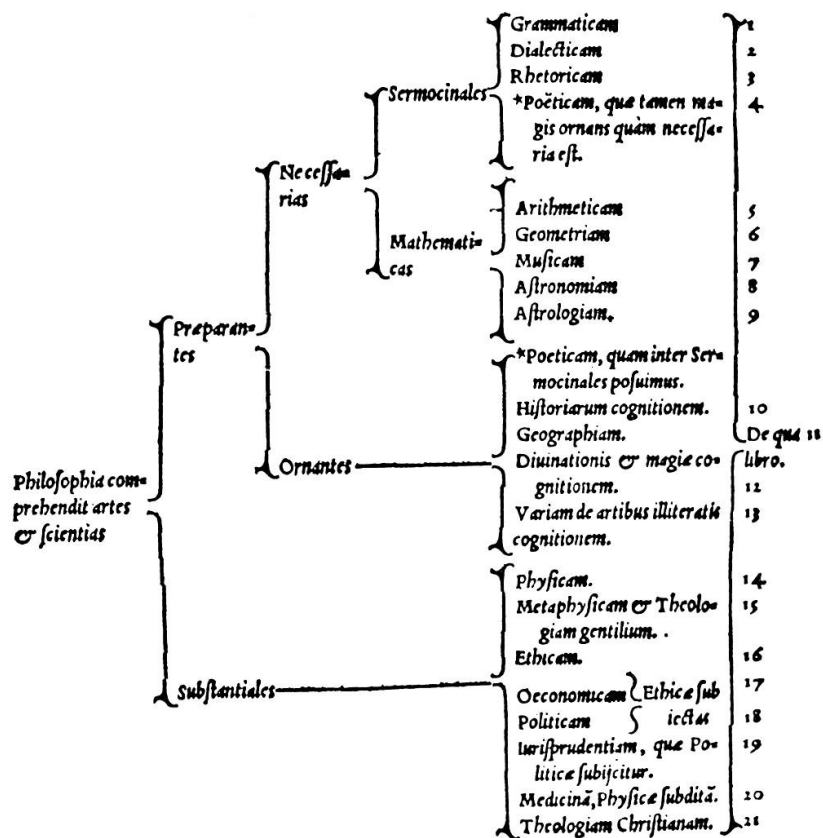 Grammaticam 1
Dialecticam 2
Rhetoricam 3
Sermocinales
*Poëticam, quæ tamen ma= 4
gis ornans quàm necessa=
ria est.
Necessa=
rias
Arithmeticam 5
Geometriam 6
Mathemati=
cas
Musicam 7
Astronomiam 8
Astrologiam. 9
Præparan=
tes
*Poeticam, quam inter Ser=
mocinales posuimus.
Historiarum cognitionem. 10
Geographiam. De qua 11
Ornantes
Diuinationis & magiæ co= libro.
gnitionem. 12
Variam de artibus illiteratis 13
cognitionem.
Philosophia com=
prehendit artes
& scientias
Physicam. 14
Metaphysicam & Theolo= 15
giam gentilium.
Ethicam. 16
Substantiales
Oeconomicam Ethicæ sub 17
Politicam iectas 18
Iurisprudentiam, quæ Po= 19
liticæ subijcitur.
Medicinā, Physicæ subditā. 20
Theologiam Christianam. 21